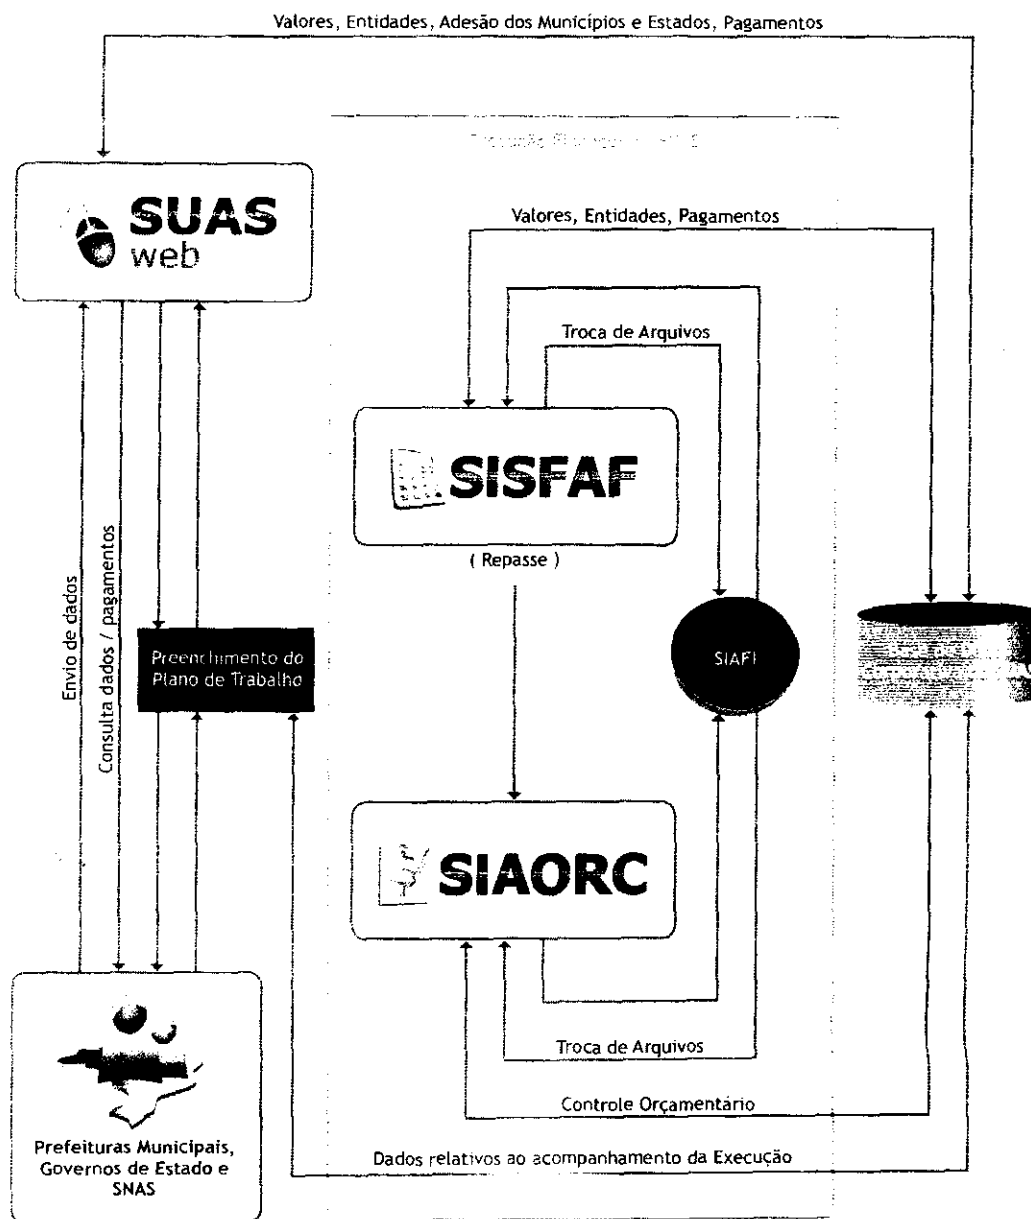 Valores, Entidades, Adesão dos Municípios e Estados, Pagamentos
SUAS
web
Valores, Entidades, Pagamentos
Troca de Arquivos
SISFAF
( Repasse )
Envio de dados
Consulta dados / pagamentos
Preenchimento do
Plano de Trabalho
SIAFI
SIAORC
Troca de Arquivos
Controle Orçamentário
Dados relativos ao acompanhamento da Execução
Prefeituras Municipais,
Governos de Estado e
SNAS